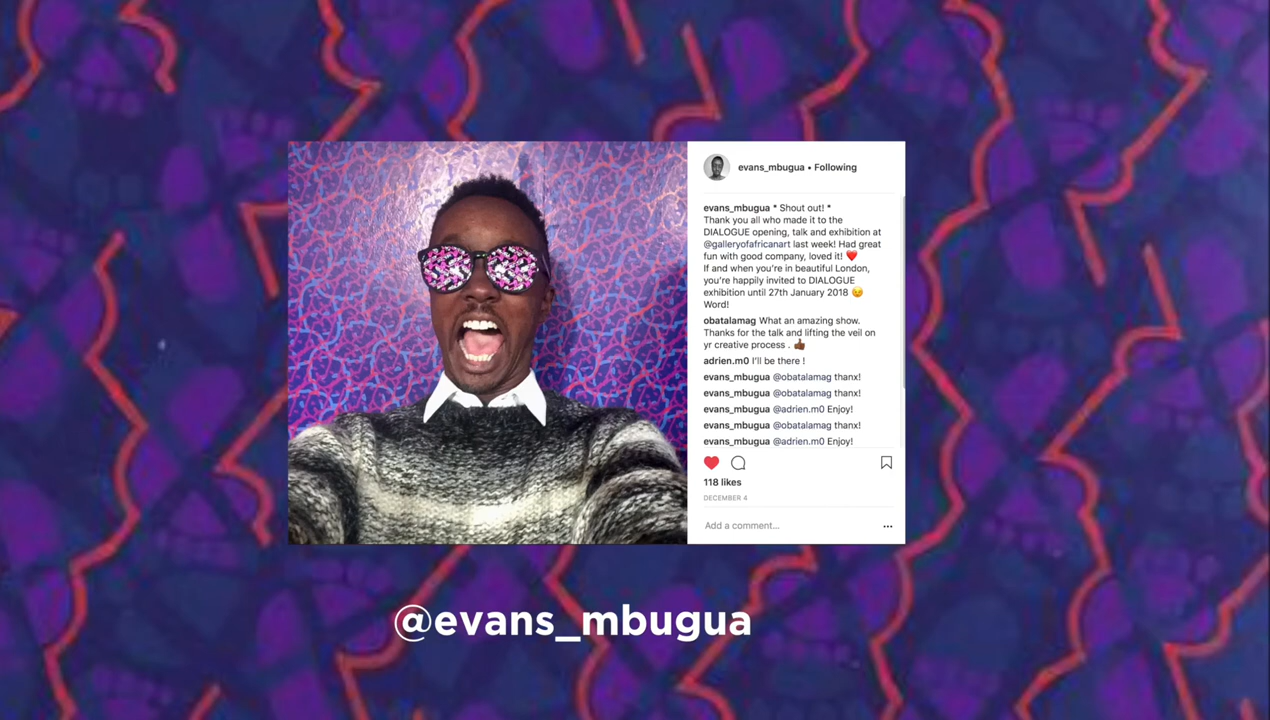 evans_mbugua • Following
evans_mbugua * Shout out! *
Thank you all who made it to the
DIALOGUE opening, talk and exhibition at
@galleryofafricanart last week! Had great
fun with good company, loved it! ❤️
If and when you're in beautiful London,
you're happily invited to DIALOGUE
exhibition until 27th January 2018 😉
Word!
obatalamag What an amazing show.
Thanks for the talk and lifting the veil on
yr creative process . 👍🏿
adrien.m0 I'll be there !
evans_mbugua @obatalamag thanx!
evans_mbugua @obatalamag thanx!
evans_mbugua @adrien.m0 Enjoy!
evans_mbugua @obatalamag thanx!
evans_mbugua @adrien.m0 Enjoy!
118 likes
DECEMBER 4
Add a comment...
@evans_mbugua